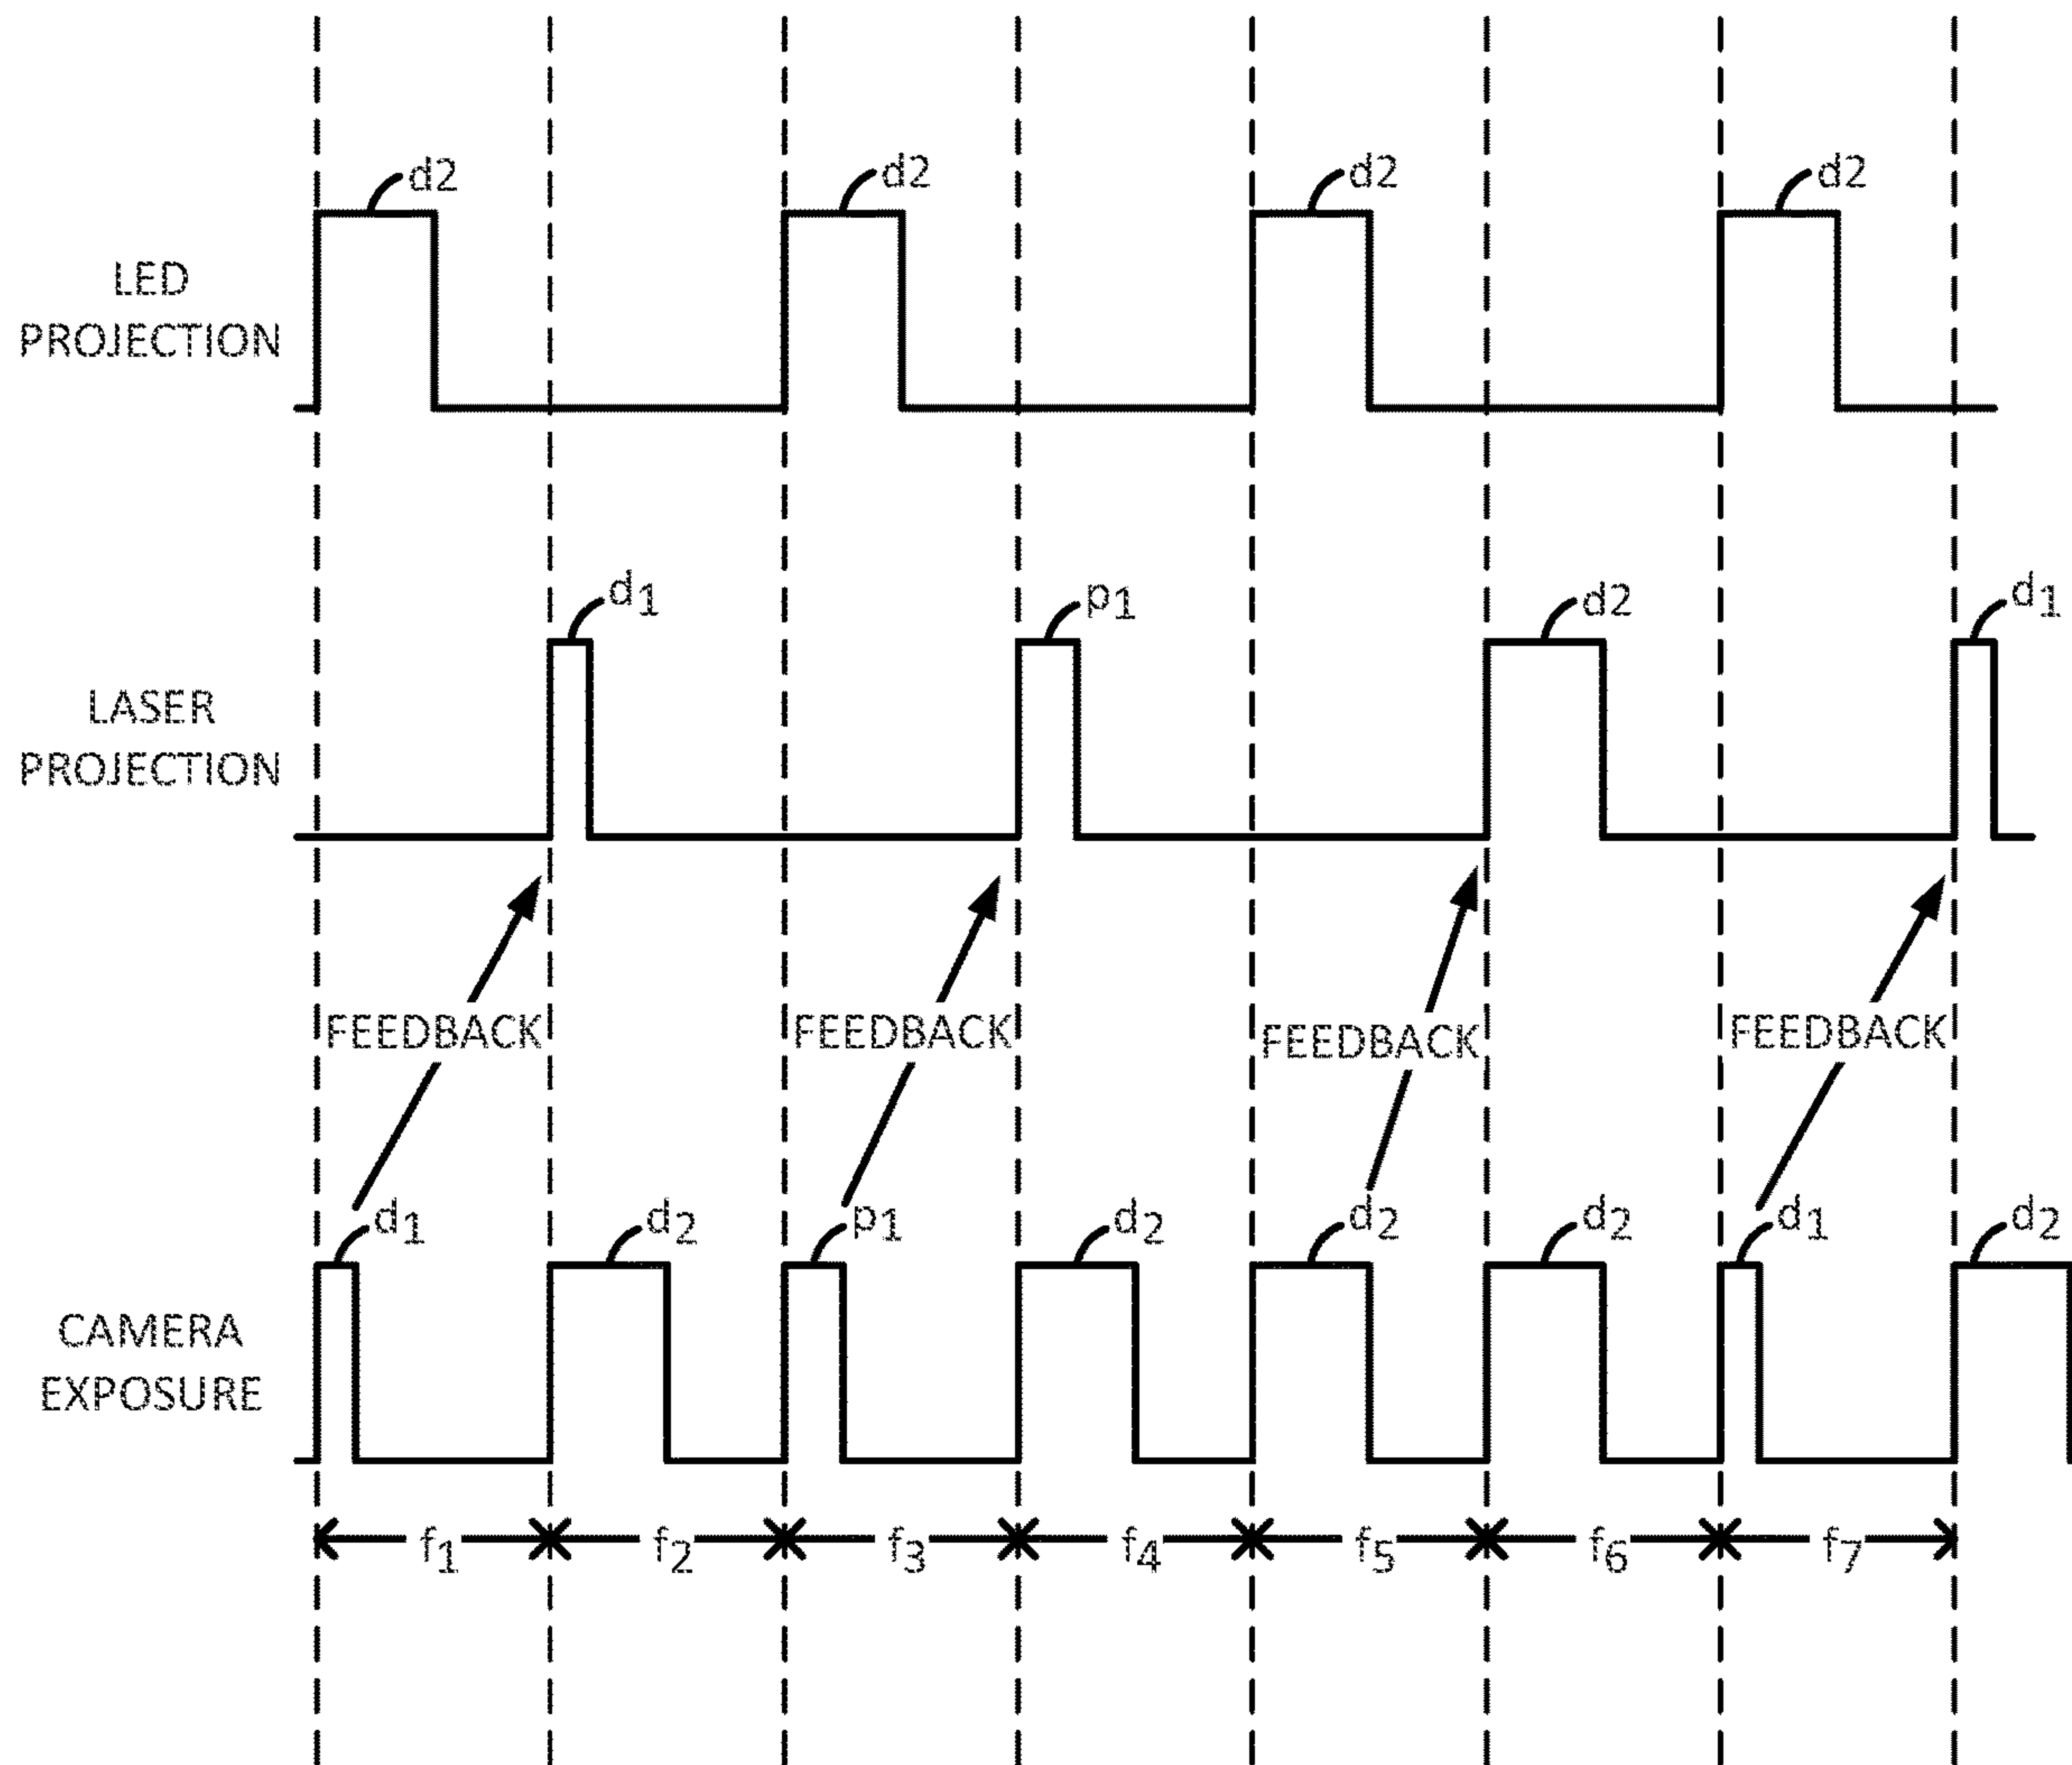 d2 d2 d2 d2
LED
PROJECTION
d1 p1 d2 d1
LASER
PROJECTION
FEEDBACK FEEDBACK FEEDBACK FEEDBACK
d1 d2 p1 d2 d2 d2 d1 d2
CAMERA
EXPOSURE
f1 f2 f3 f4 f5 f6 f7